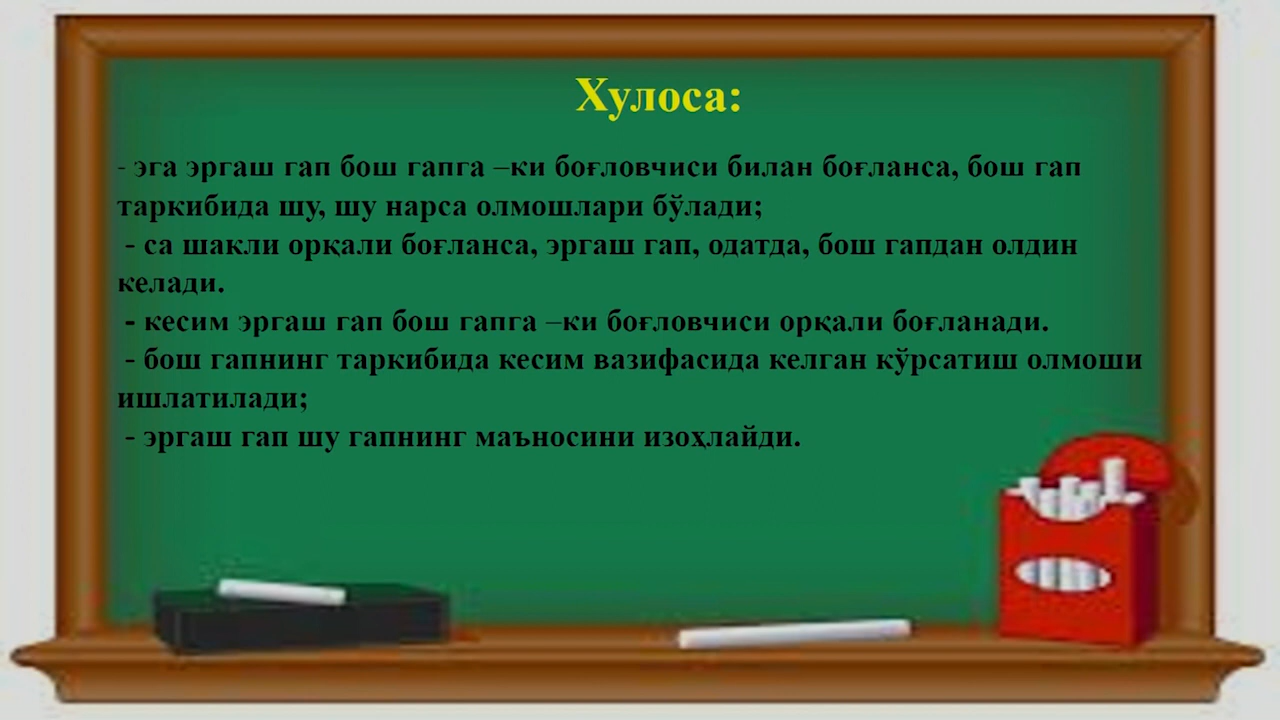 Хулоса:
- эга эргаш гап бош гапга –ки боғловчиси билан боғланса, бош гап
таркибида шу, шу нарса олмошлари бўлади;
- са шакли орқали боғланса, эргаш гап, одатда, бош гапдан олдин
келади.
- кесим эргаш гап бош гапга –ки боғловчиси орқали боғланади.
- бош гапнинг таркибида кесим вазифасида келган кўрсатиш олмоши
ишлатилади;
- эргаш гап шу гапнинг маъносини изоҳлайди.